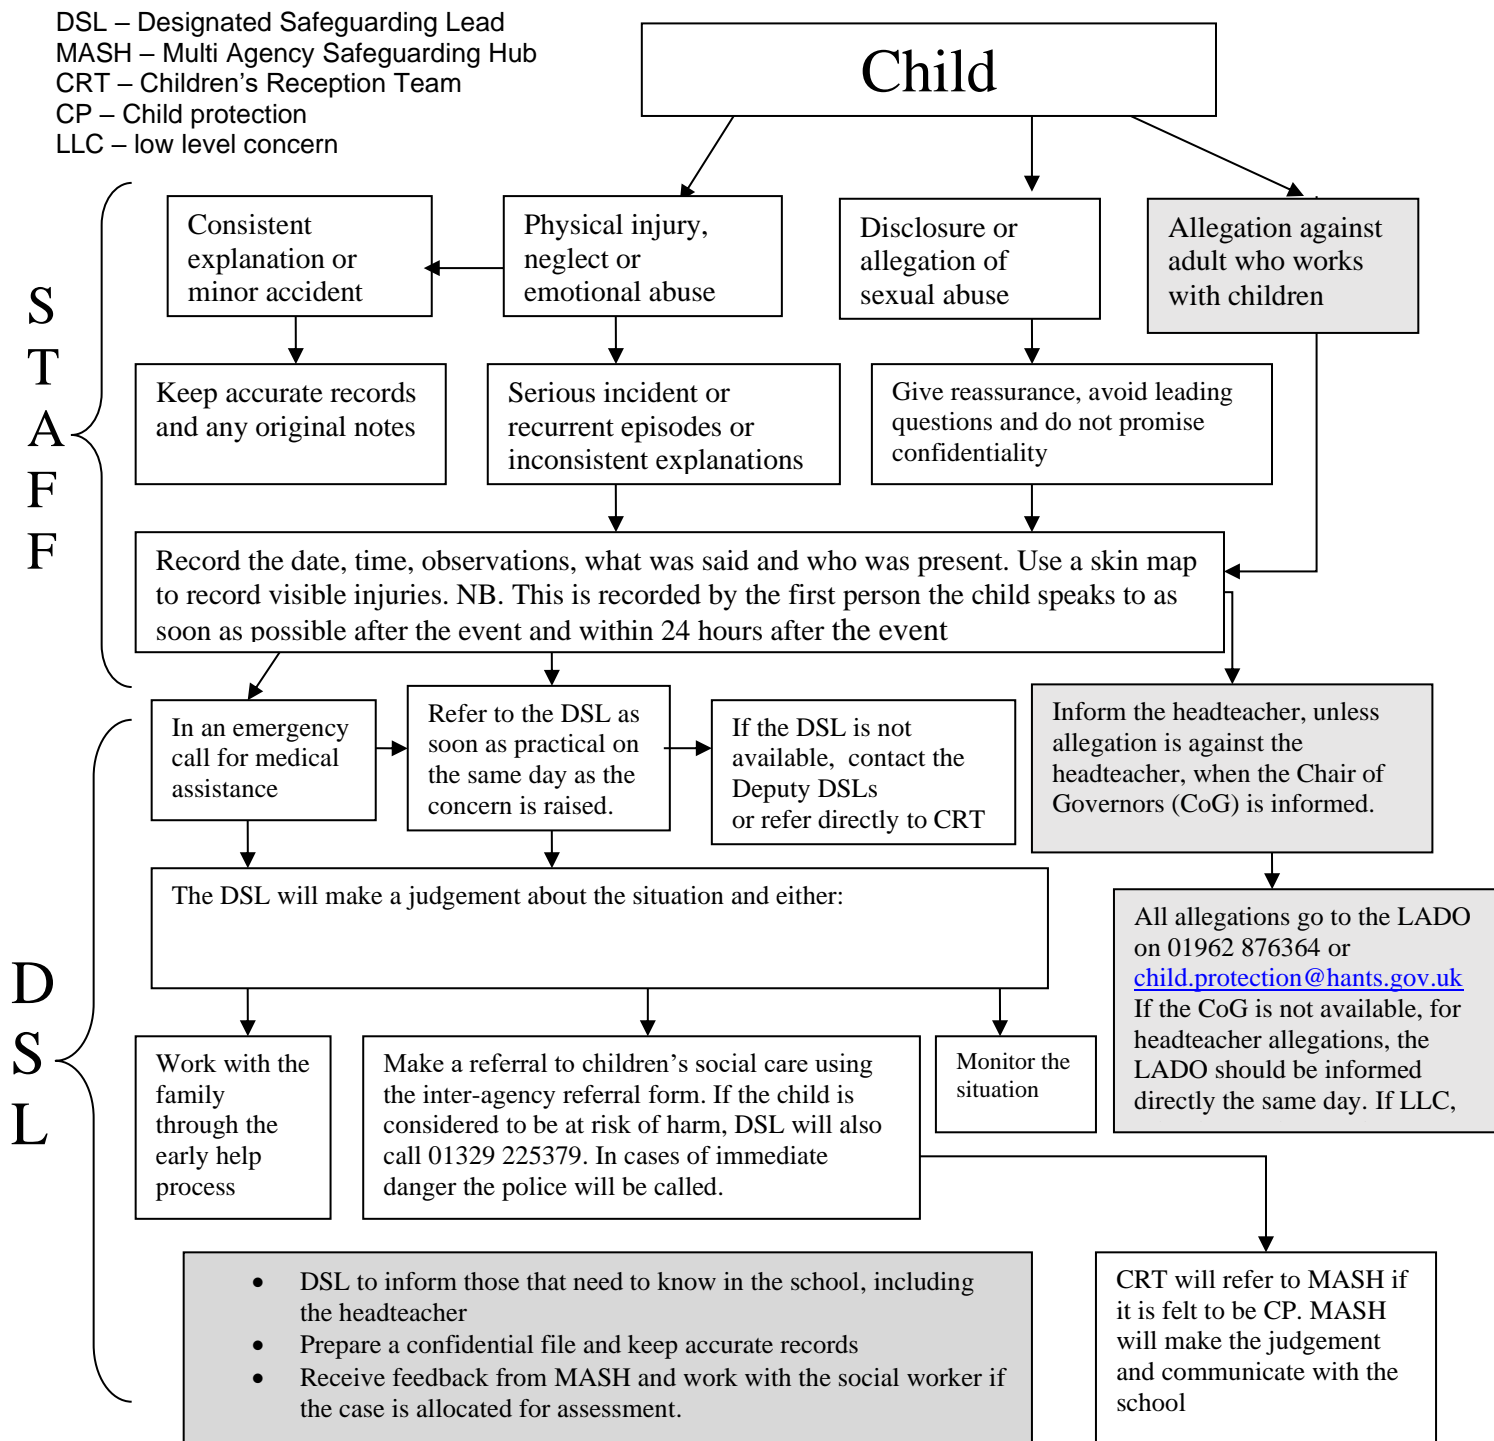 DSL – Designated Safeguarding Lead
MASH – Multi Agency Safeguarding Hub
CRT – Children's Reception Team
CP – Child protection
LLC – low level concern
Child
S
T
A
F
F
Consistent
explanation or
minor accident
Physical injury,
neglect or
emotional abuse
Disclosure or
allegation of
sexual abuse
Allegation against
adult who works
with children
Keep accurate records
and any original notes
Serious incident or
recurrent episodes or
inconsistent explanations
Give reassurance, avoid leading
questions and do not promise
confidentiality
Record the date, time, observations, what was said and who was present. Use a skin map
to record visible injuries. NB. This is recorded by the first person the child speaks to as
soon as possible after the event and within 24 hours after the event
D
S
L
In an emergency
call for medical
assistance
Refer to the DSL as
soon as practical on
the same day as the
concern is raised.
If the DSL is not
available, contact the
Deputy DSLs
or refer directly to CRT
Inform the headteacher, unless
allegation is against the
headteacher, when the Chair of
Governors (CoG) is informed.
The DSL will make a judgement about the situation and either:
All allegations go to the LADO
on 01962 876364 or
child.protection@hants.gov.uk
If the CoG is not available, for
headteacher allegations, the
LADO should be informed
directly the same day. If LLC,
Work with the
family
through the
early help
process
Make a referral to children's social care using
the inter-agency referral form. If the child is
considered to be at risk of harm, DSL will also
call 01329 225379. In cases of immediate
danger the police will be called.
Monitor the
situation
• DSL to inform those that need to know in the school, including
the headteacher
• Prepare a confidential file and keep accurate records
• Receive feedback from MASH and work with the social worker if
the case is allocated for assessment.
CRT will refer to MASH if
it is felt to be CP. MASH
will make the judgement
and communicate with the
school